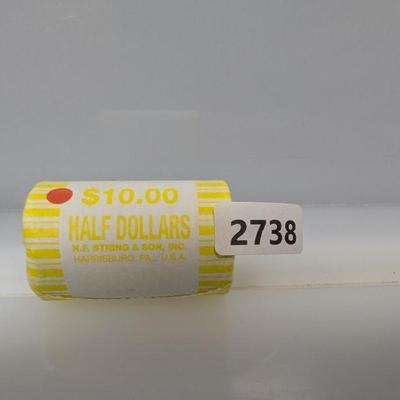 $10.00
HALF DOLLARS
N.F. STRING & SON, INC.
HARRISBURG, PA., U.S.A.
2738